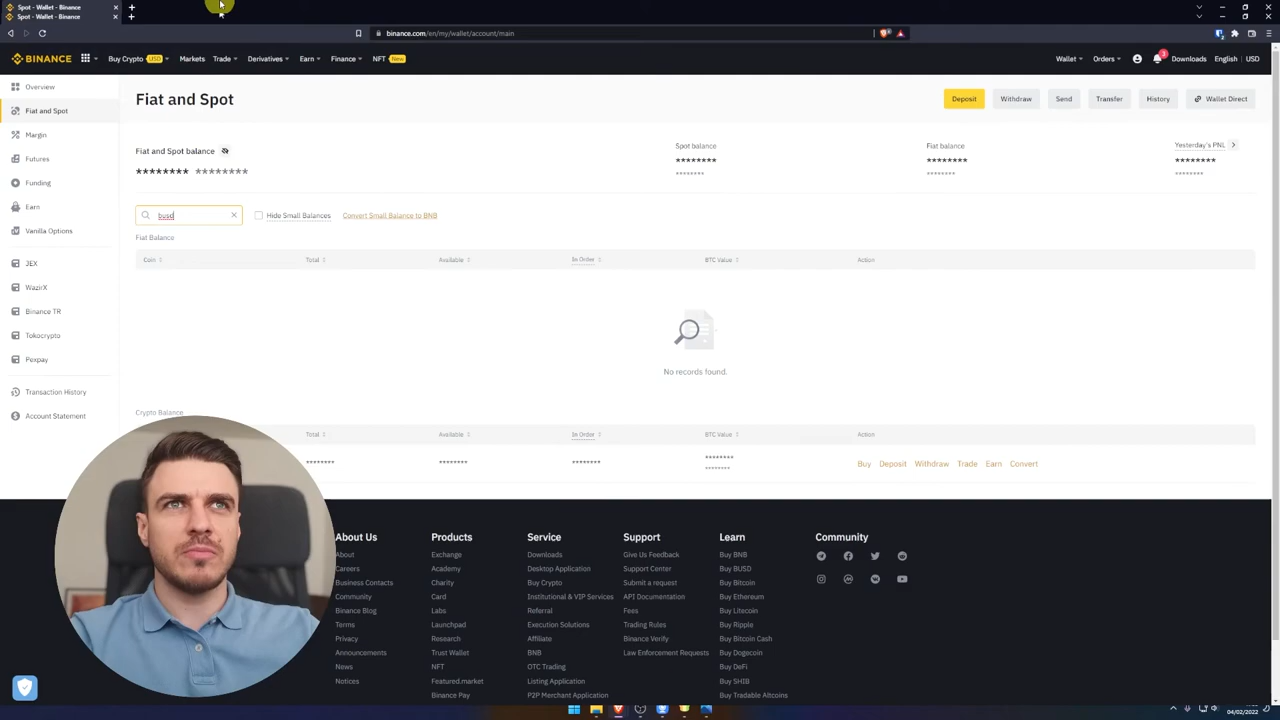 Spot - Wallet - Binance
Spot - Wallet - Binance
binance.com/en/my/wallet/account/main
BINANCE
Buy Crypto USD
Markets
Trade
Derivatives
Earn
Finance
NFT New
Wallet
Orders
3
Downloads
English
USD
Overview
Fiat and Spot
Margin
Futures
Funding
Earn
Vanilla Options
JEX
WazirX
Binance TR
Tokocrypto
Pexpay
Transaction History
Account Statement
Fiat and Spot
Deposit
Withdraw
Send
Transfer
History
Wallet Direct
Fiat and Spot balance
******** ********
Spot balance
********
********
Fiat balance
********
********
Yesterday's PNL
********
********
busd
Hide Small Balances
Convert Small Balance to BNB
Fiat Balance
Coin
Total
Available
In Order
BTC Value
Action
No records found.
Crypto Balance
Total
Available
In Order
BTC Value
Action
********
********
********
********
********
Buy
Deposit
Withdraw
Trade
Earn
Convert
About Us
About
Careers
Business Contacts
Community
Binance Blog
Terms
Privacy
Announcements
News
Notices
Products
Exchange
Academy
Charity
Card
Labs
Launchpad
Research
Trust Wallet
NFT
Featured.market
Binance Pay
Service
Downloads
Desktop Application
Buy Crypto
Institutional & VIP Services
Referral
Execution Solutions
Affiliate
BNB
OTC Trading
Listing Application
P2P Merchant Application
Support
Give Us Feedback
Support Center
Submit a request
API Documentation
Fees
Trading Rules
Binance Verify
Law Enforcement Requests
Learn
Buy BNB
Buy BUSD
Buy Bitcoin
Buy Ethereum
Buy Litecoin
Buy Ripple
Buy Bitcoin Cash
Buy Dogecoin
Buy DeFi
Buy SHIB
Buy Tradable Altcoins
Community
04/02/2022